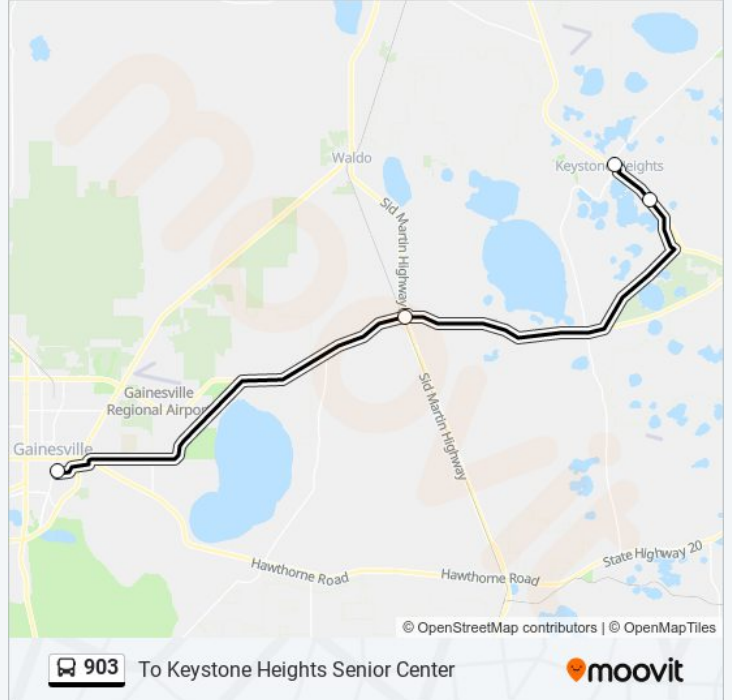 Waldo
Keystone Heights
Sid Martin Highway
Gainesville
Regional Airport
Sid Martin Highway
Gainesville
Hawthorne Road
Hawthorne Road
State Highway 20
© OpenStreetMap contributors | © OpenMapTiles
903 To Keystone Heights Senior Center
moovit